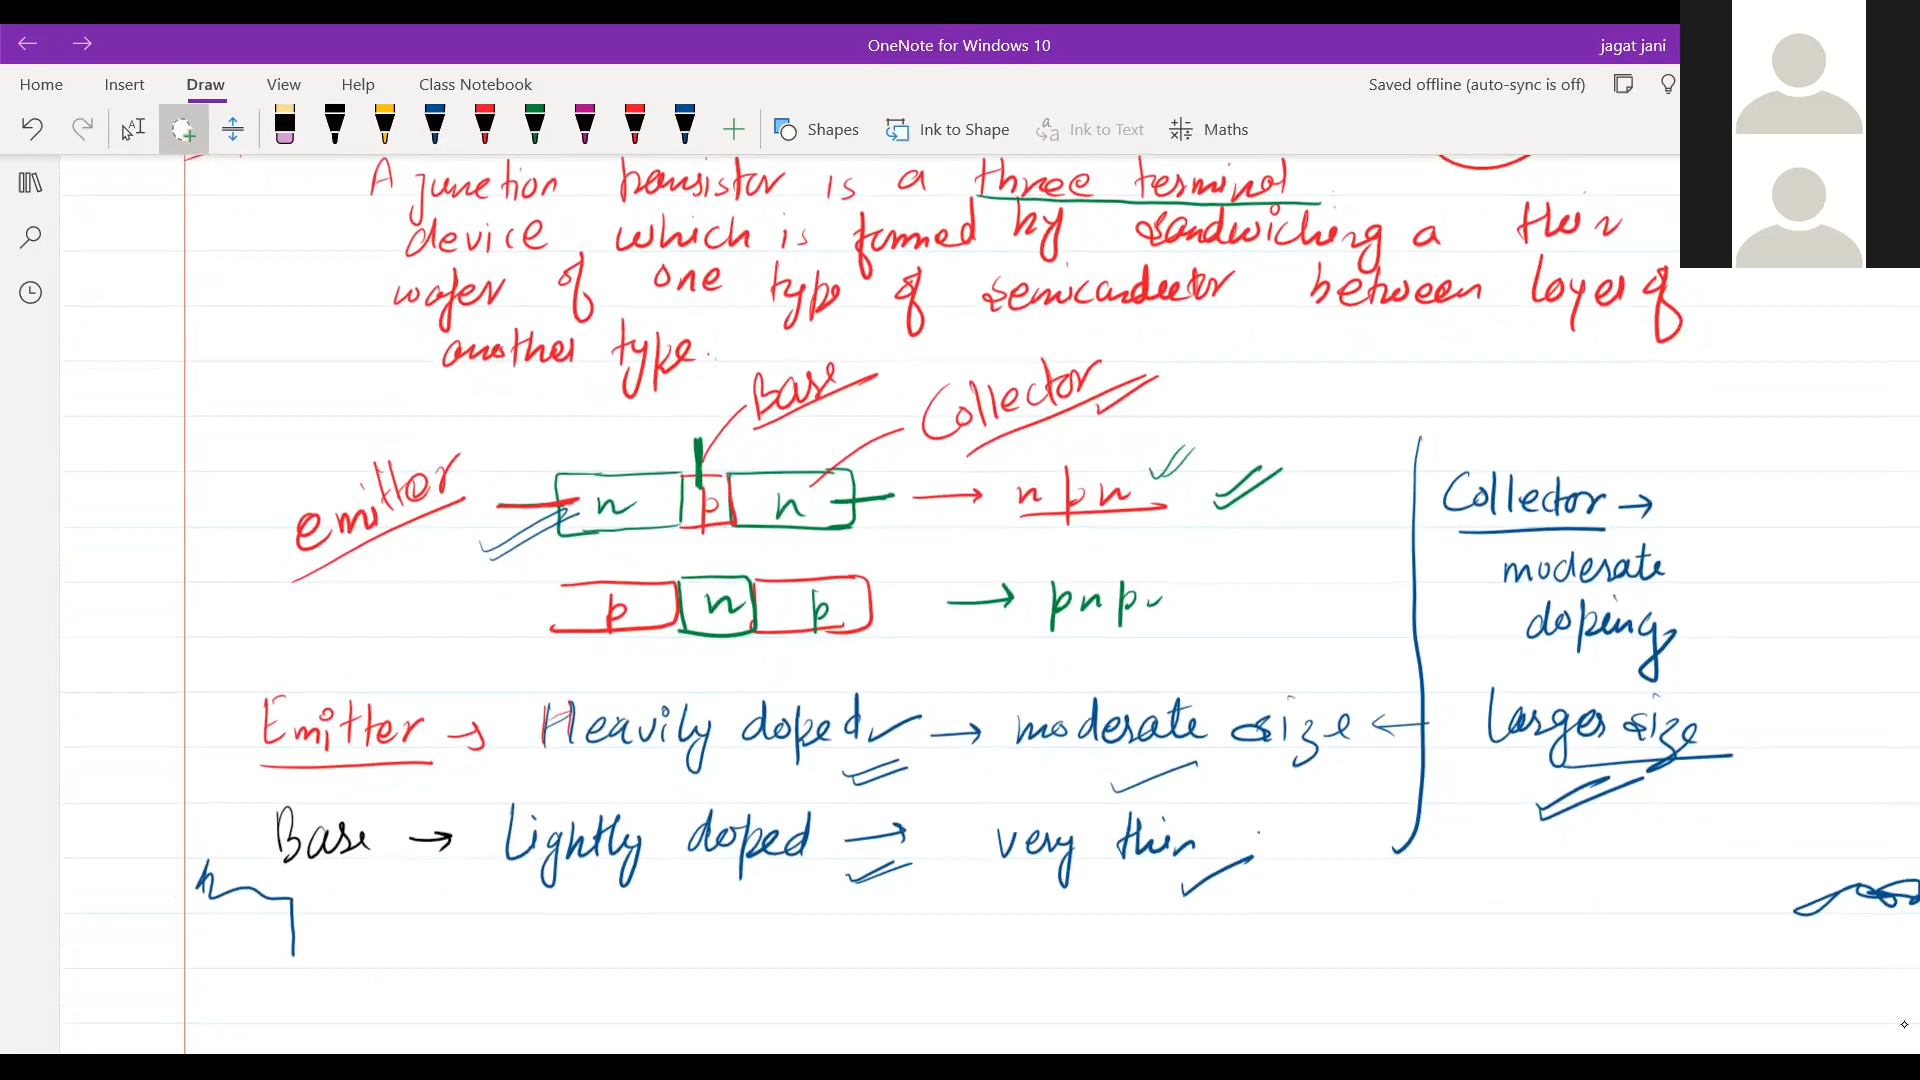 OneNote for Windows 10
jagat jani
Home Insert Draw View Help Class Notebook
Saved offline (auto-sync is off)
Shapes Ink to Shape Ink to Text Maths
A junction transistor is a three terminal
device which is formed by sandwiching a thin
wafer of one type of semiconductor between layer of
another type.
Base
Collector
emitter
n p n → n p n
p n p → p n p
Collector →
moderate
doping
Larger size
Emitter → Heavily doped → moderate size ←
Base → Lightly doped → very thin